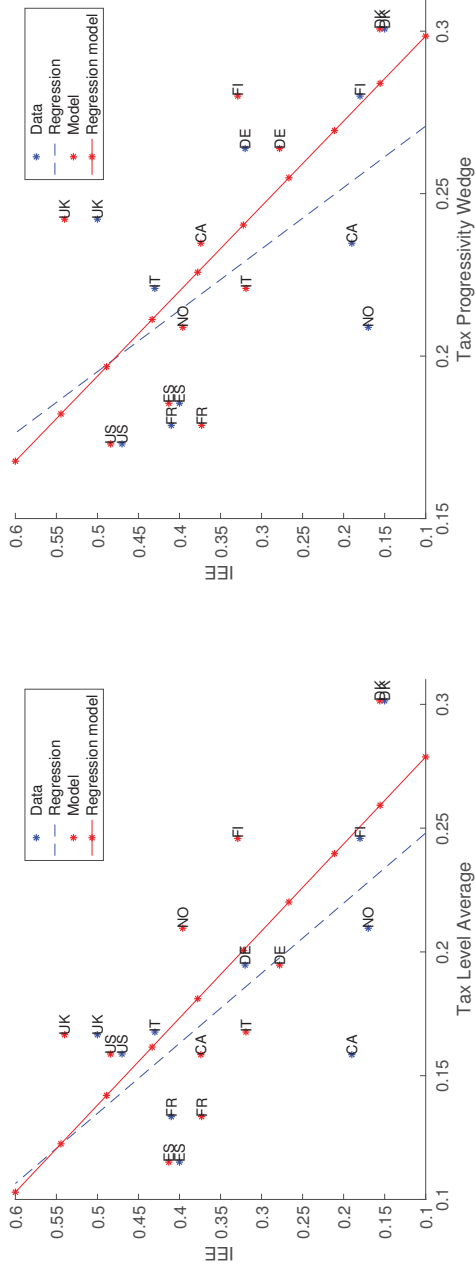 IEE
0.6
0.55
0.5
0.45
0.4
0.35
0.3
0.25
0.2
0.15
0.1
0.1
0.15
0.2
0.25
0.3
Tax Level Average
Data
Regression
Model
Regression model
UK
UK
US
US
IT
NO
ES
ES
FR
FR
CA
FI
DE
IT
DE
CA
FI
NO
DK
DK
IEE
0.6
0.55
0.5
0.45
0.4
0.35
0.3
0.25
0.2
0.15
0.1
0.15
0.2
0.25
0.3
Tax Progressivity Wedge
Data
Regression
Model
Regression model
UK
UK
US
US
IT
ES
ES
FR
FR
NO
CA
FI
DE
IT
DE
CA
FI
NO
DK
DK